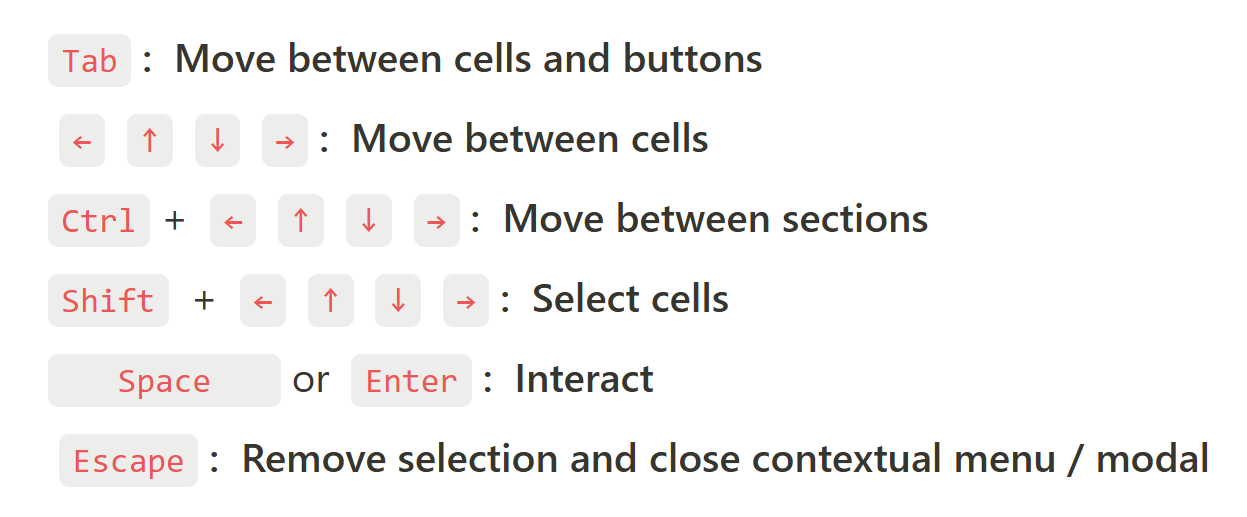 Tab : Move between cells and buttons
← ↑ ↓ → : Move between cells
Ctrl + ← ↑ ↓ → : Move between sections
Shift + ← ↑ ↓ → : Select cells
Space or Enter : Interact
Escape : Remove selection and close contextual menu / modal